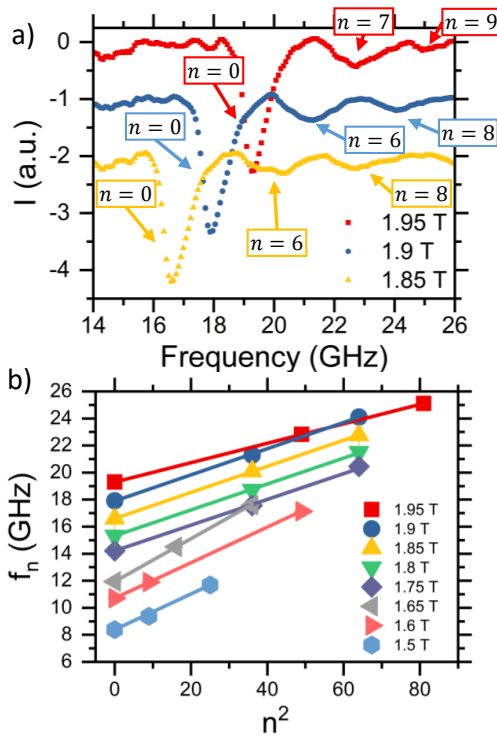 a)
n = 7
n = 9
n = 0
n = 0
n = 6
n = 8
n = 0
n = 6
n = 8
1.95 T
1.9 T
1.85 T
0
-1
-2
-3
-4
I (a.u.)
14 16 18 20 22 24 26
Frequency (GHz)
b)
26
24
22
20
18
16
14
12
10
8
6
f_n (GHz)
1.95 T
1.9 T
1.85 T
1.8 T
1.75 T
1.65 T
1.6 T
1.5 T
0 20 40 60 80
n²